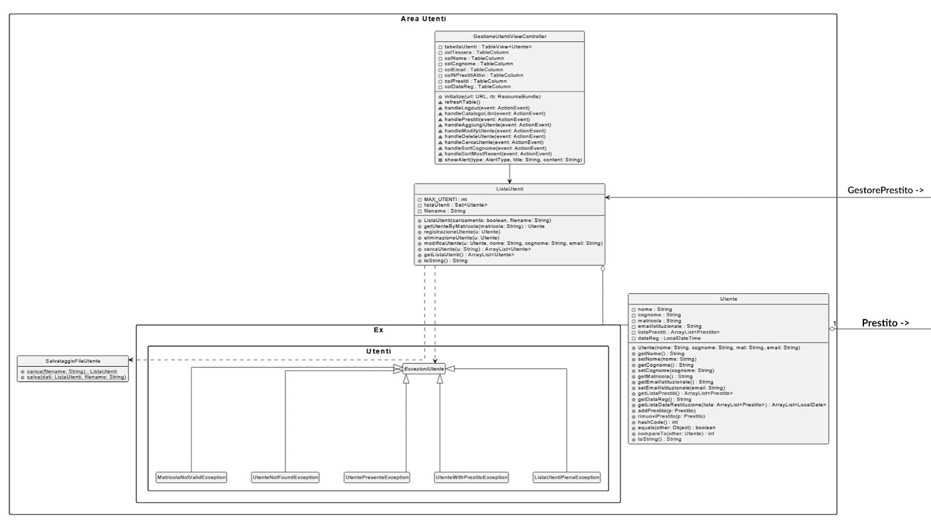 Area Utenti
GestioneUtentiViewController
tabellaUtenti : TableView<Utente>
colTessera : TableColumn
colNome : TableColumn
colCognome : TableColumn
colEmail : TableColumn
colNPrestitiAttivi : TableColumn
colPrestiti : TableColumn
colDataReg : TableColumn
initialize(url: URL, rb: ResourceBundle)
refreshTable()
handleLogout(event: ActionEvent)
handleCatalogoLibri(event: ActionEvent)
handlePrestiti(event: ActionEvent)
handleAggiungiUtente(event: ActionEvent)
handleModifyUtente(event: ActionEvent)
handleDeleteUtente(event: ActionEvent)
handleCercaUtente(event: ActionEvent)
handleSortCognome(event: ActionEvent)
handleSortMostRecent(event: ActionEvent)
showAlert(type: AlertType, title: String, content: String)
ListaUtenti
MAX_UTENTI : int
listaUtenti : Set<Utente>
filename : String
ListaUtenti(caricamento: boolean, filename: String)
getUtenteByMatricola(matricola: String) : Utente
registrazioneUtente(u: Utente)
eliminazioneUtente(u: Utente)
modificaUtente(u: Utente, nome: String, cognome: String, email: String)
cercaUtente(u: String) : ArrayList<Utente>
getListaUtenti() : ArrayList<Utente>
toString() : String
GestorePrestito ->
Utente
nome : String
cognome : String
matricola : String
emailIstituzionale : String
listaPrestiti : ArrayList<Prestito>
dataReg : LocalDateTime
Utente(nome: String, cognome: String, mat: String, email: String)
getNome() : String
setNome(nome: String)
getCognome() : String
setCognome(cognome: String)
getMatricola() : String
getEmailIstituzionale() : String
setEmailIstituzionale(email: String)
getListaPrestiti() : ArrayList<Prestito>
getDataReg() : String
getListaDataRestituzione(lista: ArrayList<Prestito>) : ArrayList<LocalDate>
addPrestito(p: Prestito)
rimuoviPrestito(p: Prestito)
hashCode() : int
equals(other: Object) : boolean
compareTo(other: Utente) : int
toString() : String
1
Prestito ->
Ex
Utenti
SalvataggioFileUtente
carica(filename: String) : ListaUtenti
salva(dati: ListaUtenti, filename: String)
EccezioniUtente
MatricolaNotValidException
UtenteNotFoundException
UtentePresenteException
UtenteWithPrestitoException
ListaUtentiPienaException